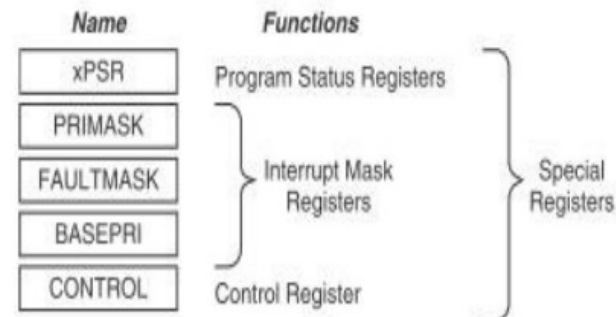 Name Functions
xPSR Program Status Registers
PRIMASK
FAULTMASK Interrupt Mask Special
Registers Registers
BASEPRI
CONTROL Control Register